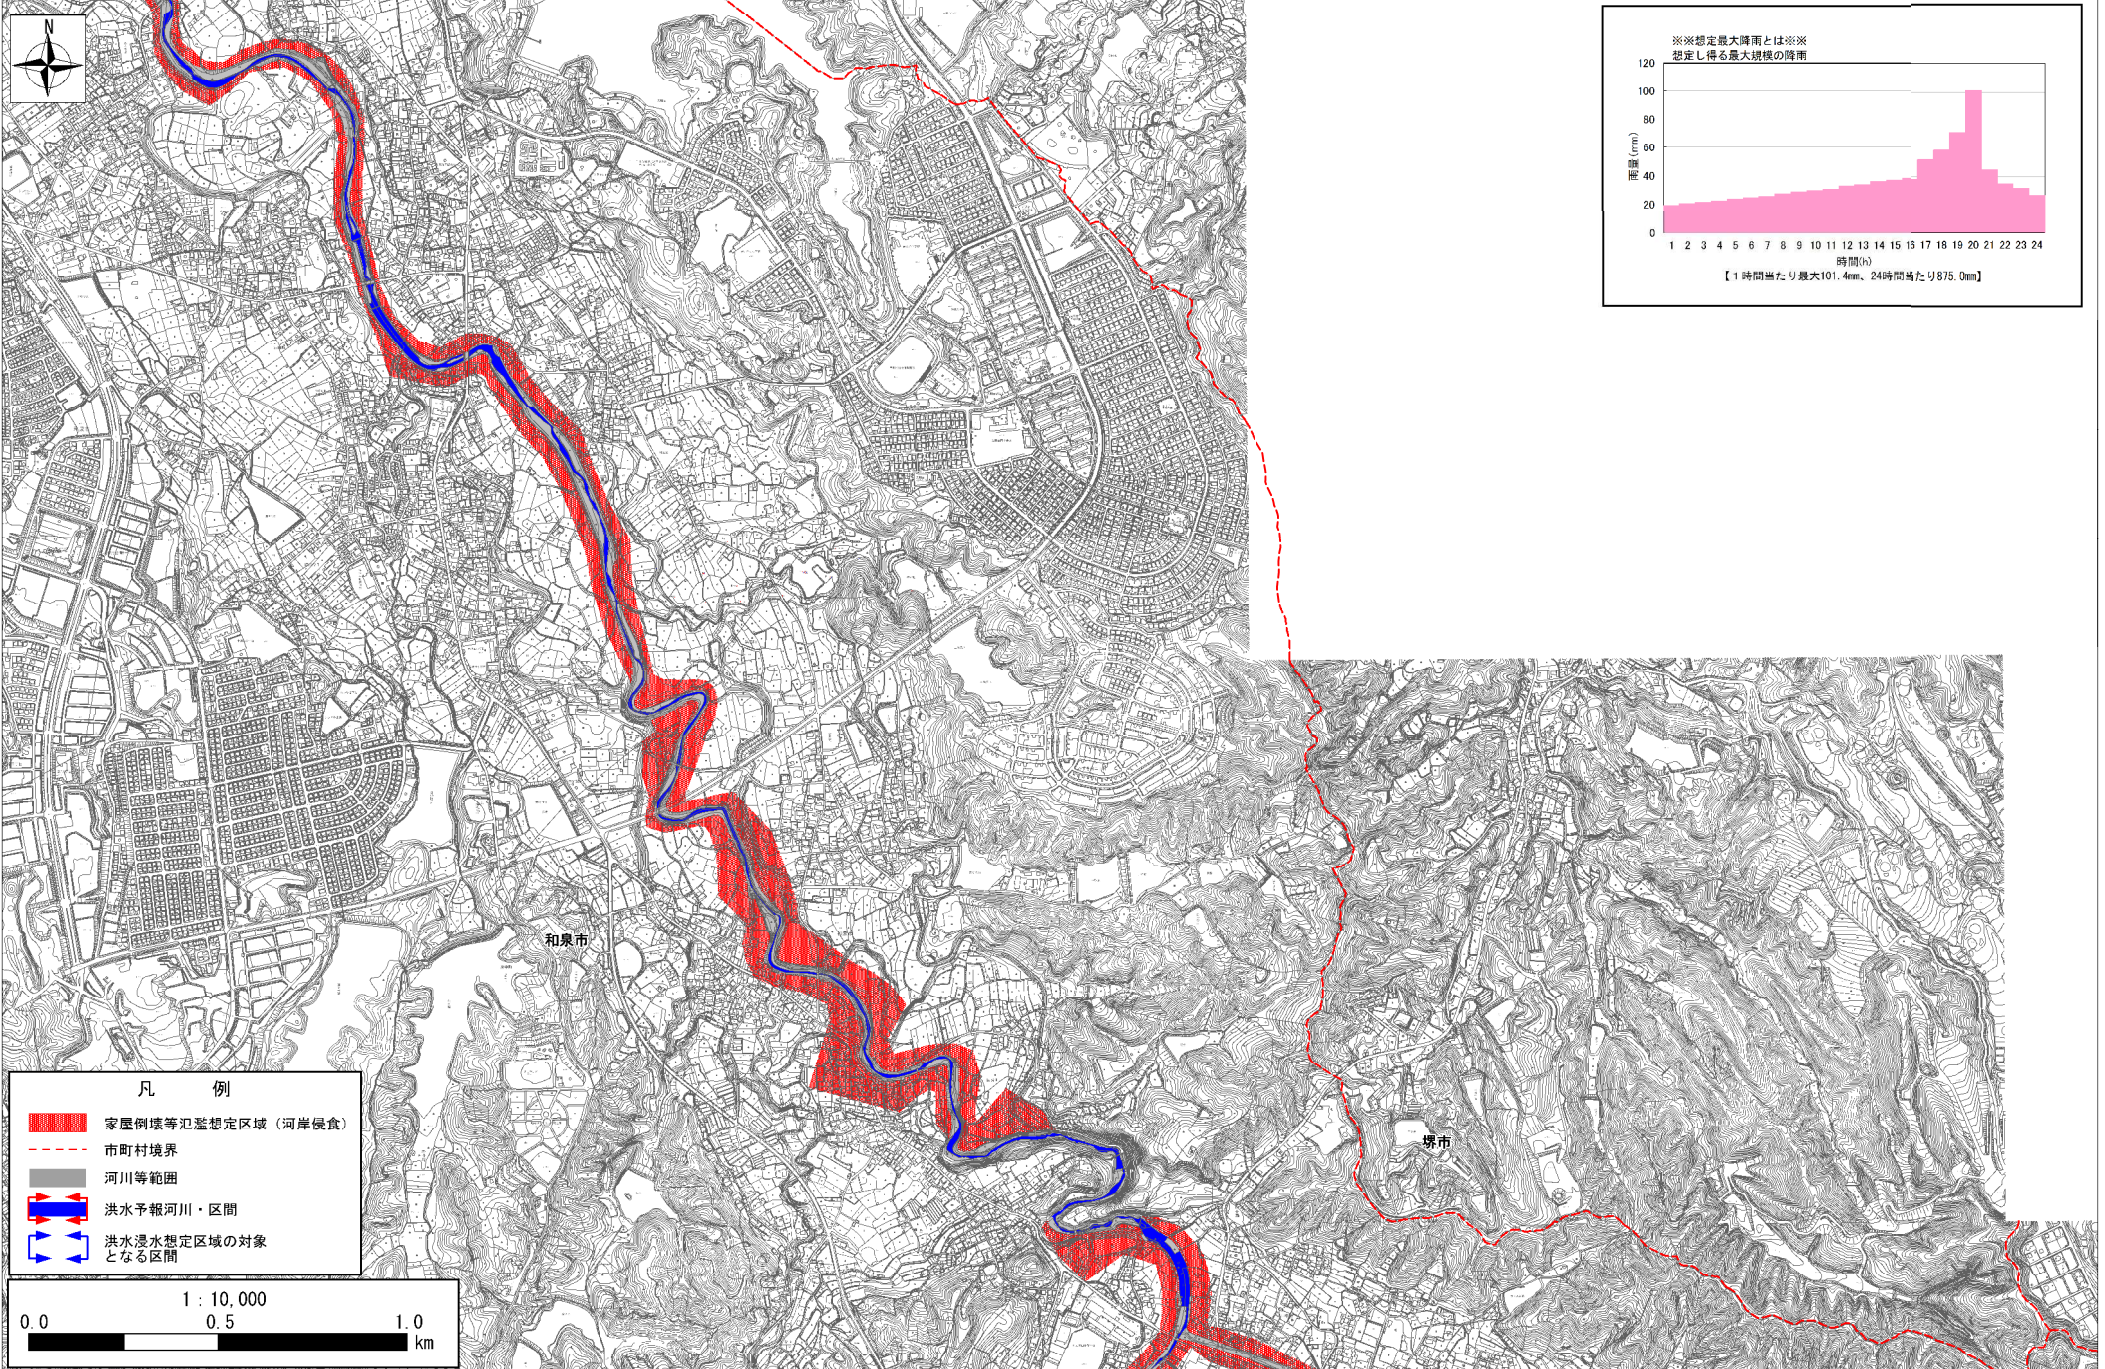 N
※※想定最大降雨とは※※
想定し得る最大規模の降雨
雨量(mm)
120
100
80
60
40
20
0
1 2 3 4 5 6 7 8 9 10 11 12 13 14 15 16 17 18 19 20 21 22 23 24
時間(h)
【1時間当たり最大101.4mm、24時間当たり875.0mm】
和泉市
堺市
凡 例
家屋倒壊等氾濫想定区域（河岸侵食）
市町村境界
河川等範囲
洪水予報河川・区間
洪水浸水想定区域の対象
となる区間
1 : 10,000
0.0 0.5 1.0
km